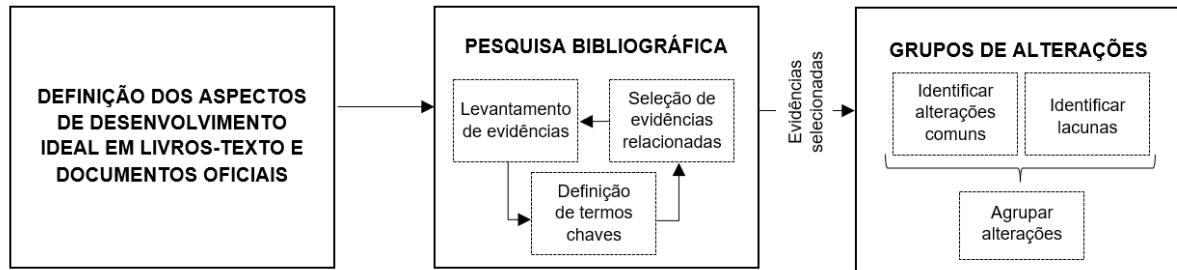 DEFINIÇÃO DOS ASPECTOS
DE DESENVOLVIMENTO
IDEAL EM LIVROS-TEXTO E
DOCUMENTOS OFICIAIS
PESQUISA BIBLIOGRÁFICA
Levantamento
de evidências
Seleção de
evidências
relacionadas
Definição
de termos
chaves
Evidências
selecionadas
GRUPOS DE ALTERAÇÕES
Identificar
alterações
comuns
Identificar
lacunas
Agrupar
alterações